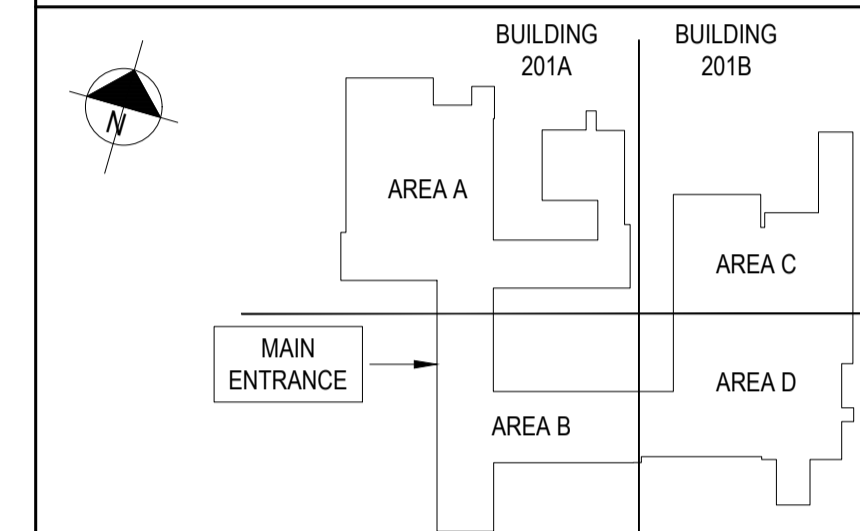 BUILDING
201A
BUILDING
201B
N
AREA A
AREA C
MAIN
ENTRANCE
AREA D
AREA B